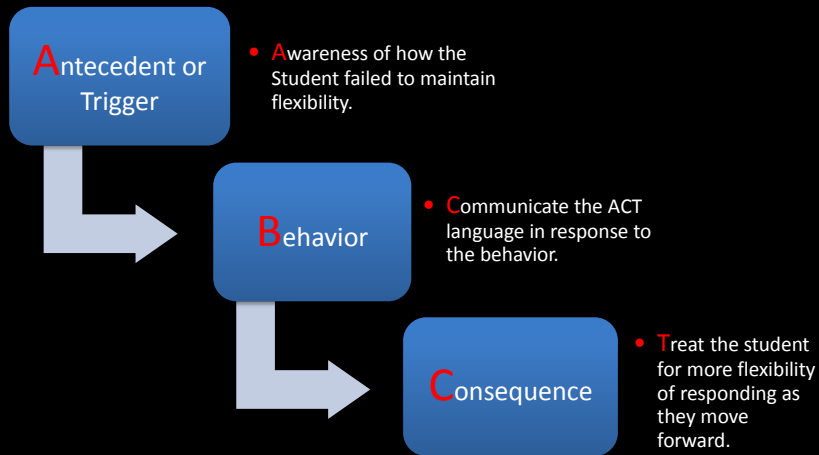 Antecedent or
Trigger
• Awareness of how the
Student failed to maintain
flexibility.
Behavior
• Communicate the ACT
language in response to
the behavior.
Consequence
• Treat the student
for more flexibility
of responding as
they move
forward.